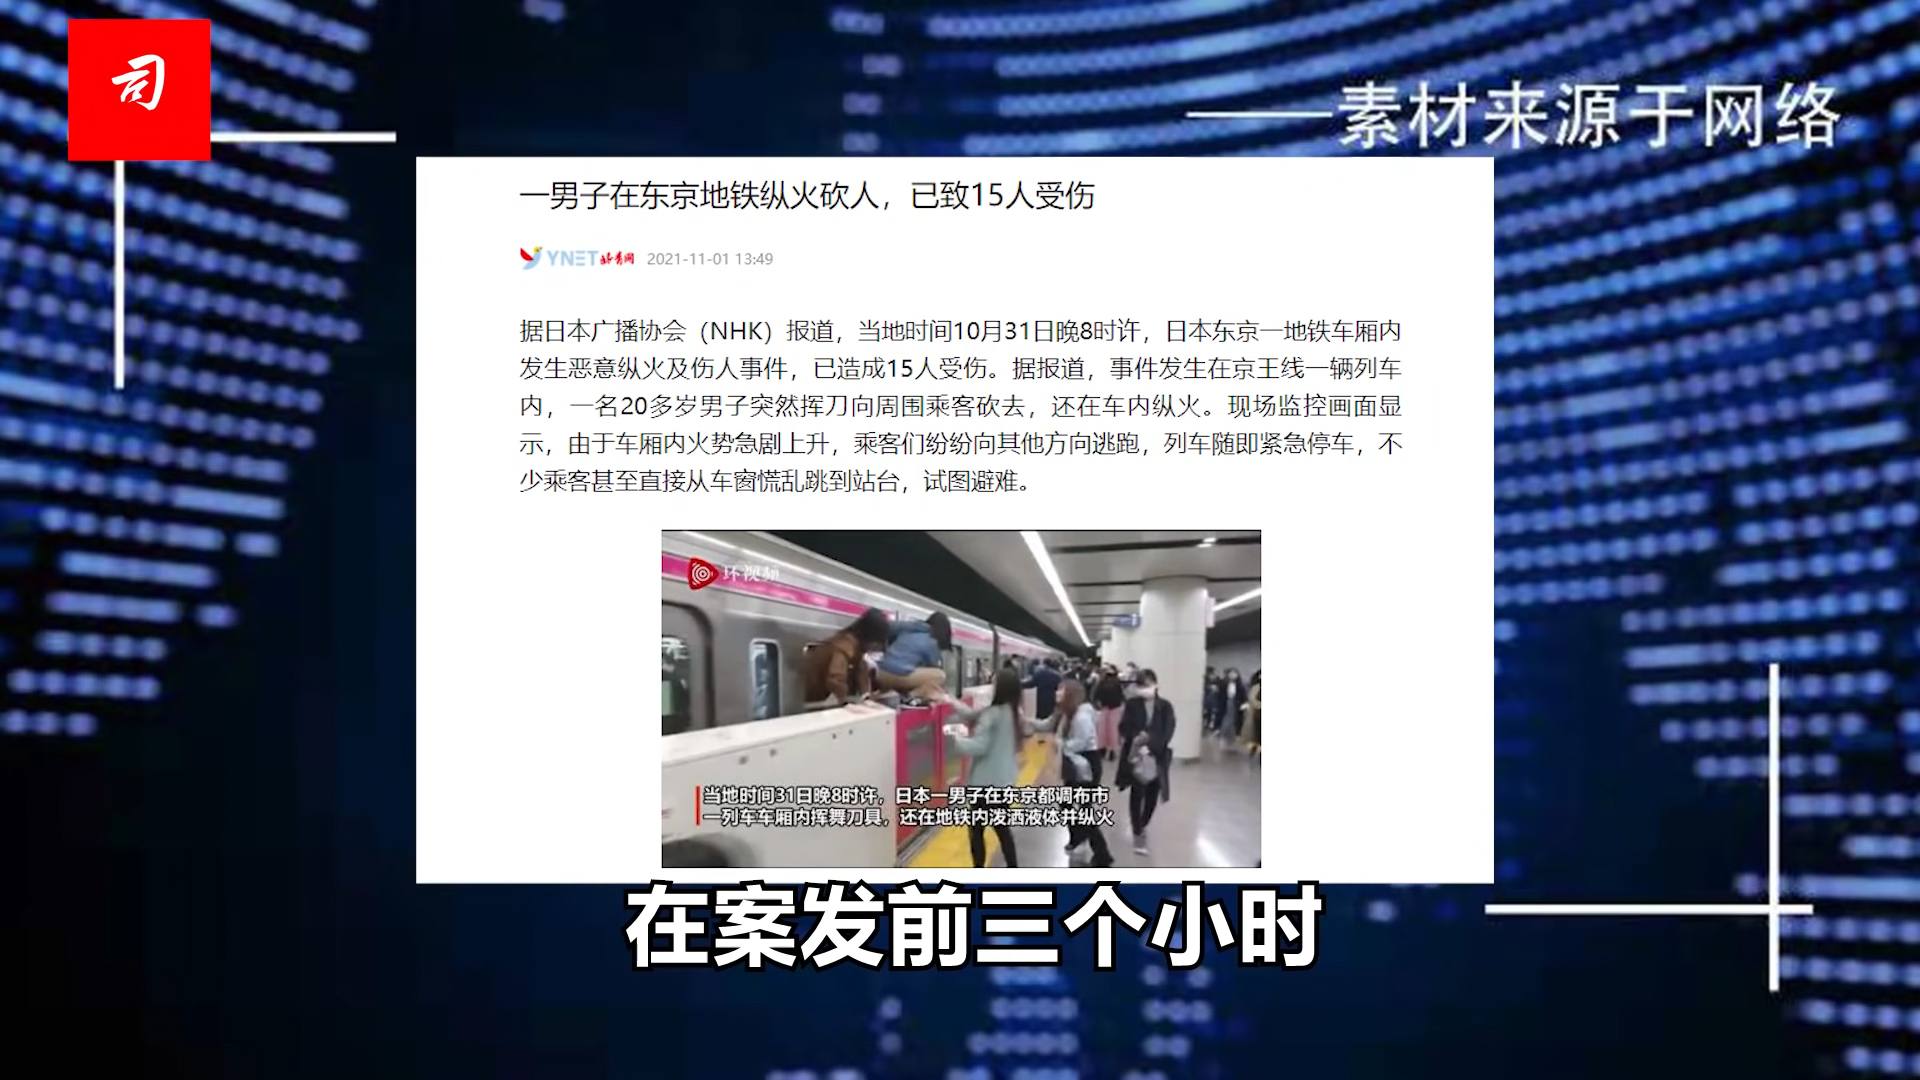 司
——素材来源于网络
一男子在东京地铁纵火砍人，已致15人受伤
YNET北青网 2021-11-01 13:49
据日本广播协会（NHK）报道，当地时间10月31日晚8时许，日本东京一地铁车厢内
发生恶意纵火及伤人事件，已造成15人受伤。据报道，事件发生在京王线一辆列车
内，一名20多岁男子突然挥刀向周围乘客砍去，还在车内纵火。现场监控画面显
示，由于车厢内火势急剧上升，乘客们纷纷向其他方向逃跑，列车随即紧急停车，不
少乘客甚至直接从车窗慌乱跳到站台，试图避难。
环视频
当地时间31日晚8时许，日本一男子在东京都调布市
一列车车厢内挥舞刀具，还在地铁内泼洒液体并纵火
在案发前三个小时